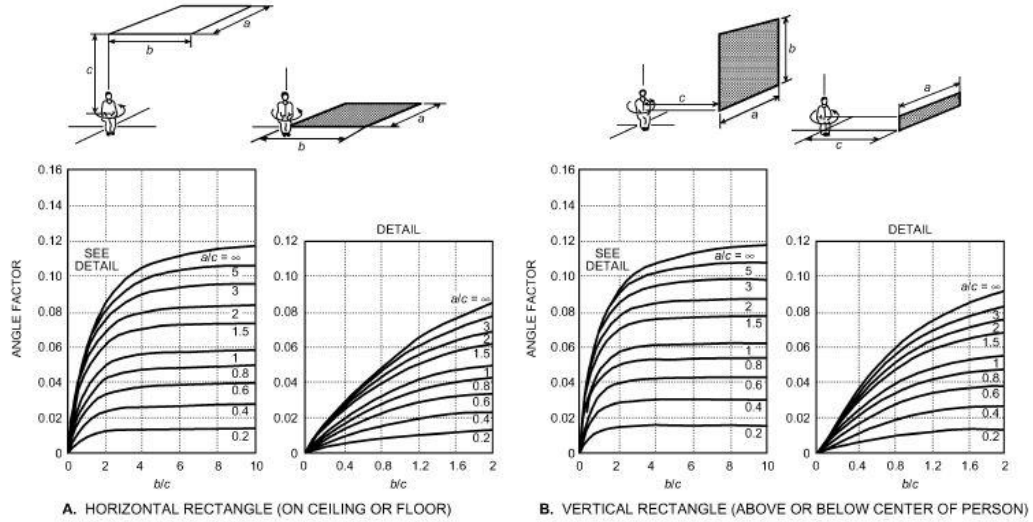 a
b
c
a
b
b
c
a
a
c
0.16
0.14
0.12
0.10
0.08
0.06
0.04
0.02
0
ANGLE FACTOR
SEE
DETAIL
a/c = ∞
5
3
2
1.5
1
0.8
0.6
0.4
0.2
0 2 4 6 8 10
b/c
DETAIL
0.12
0.10
0.08
0.06
0.04
0.02
0
a/c = ∞
3
2
1.5
1
0.8
0.6
0.4
0.2
0 0.4 0.8 1.2 1.6 2
b/c
0.16
0.14
0.12
0.10
0.08
0.06
0.04
0.02
0
ANGLE FACTOR
SEE
DETAIL
a/c = ∞
5
3
2
1.5
1
0.8
0.6
0.4
0.2
0 2 4 6 8 10
b/c
DETAIL
0.12
0.10
0.08
0.06
0.04
0.02
0
a/c = ∞
3
2
1.5
1
0.8
0.6
0.4
0.2
0 0.4 0.8 1.2 1.6 2
b/c
A. HORIZONTAL RECTANGLE (ON CEILING OR FLOOR)
B. VERTICAL RECTANGLE (ABOVE OR BELOW CENTER OF PERSON)